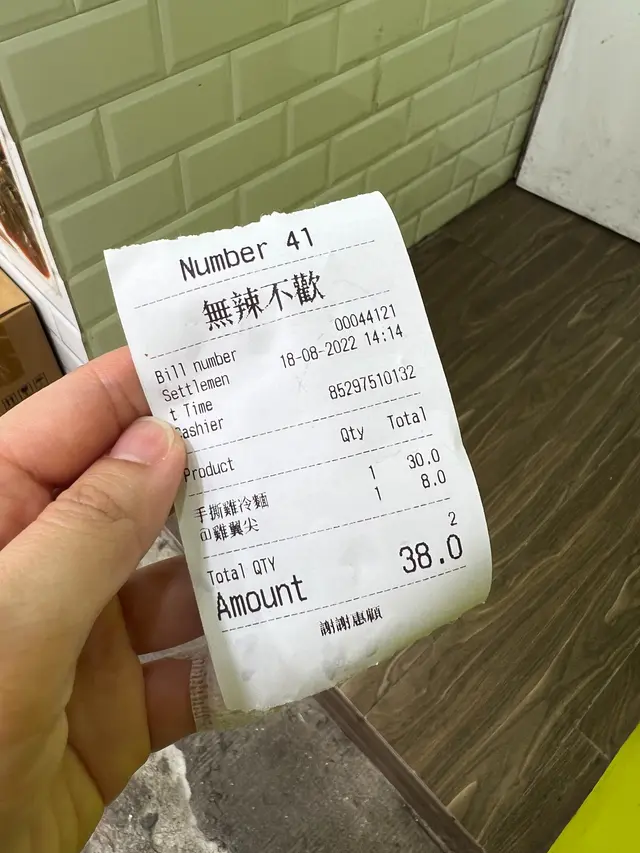 Number 41
無辣不歡
Bill number 00044121
Settlemen 18-08-2022 14:14
t Time
Cashier 85297510132
Product Qty Total
手撕雞冷麵 1 30.0
@雞翼尖 1 8.0
Total QTY 2
Amount 38.0
謝謝惠顧